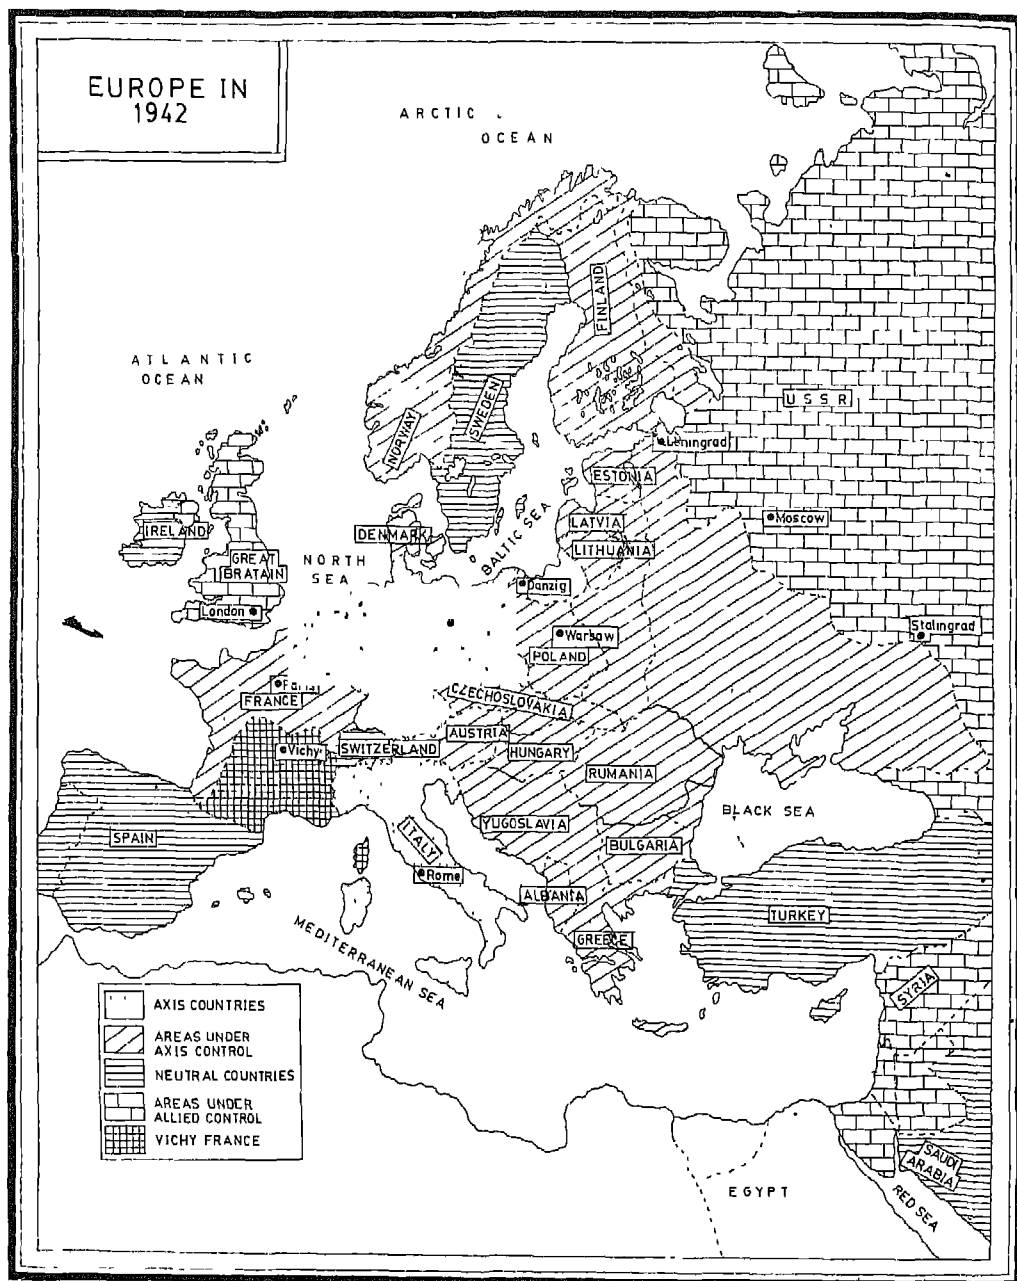 EUROPE IN
1942
ARCTIC
OCEAN
ATLANTIC
OCEAN
FINLAND
NORWAY
SWEDEN
USSR
Leningrad
ESTONIA
LATVIA
LITHUANIA
Moscow
IRELAND
GREAT
BRATAIN
London
NORTH
SEA
DENMARK
BALTIC SEA
Danzig
Warsaw
POLAND
Stalingrad
Paris
FRANCE
CZECHOSLOVAKIA
Vichy
SWITZERLAND
AUSTRIA
HUNGARY
RUMANIA
SPAIN
ITALY
YUGOSLAVIA
BLACK SEA
BULGARIA
Rome
ALBANIA
TURKEY
GREECE
MEDITERRANEAN SEA
SYRIA
AXIS COUNTRIES
AREAS UNDER
AXIS CONTROL
NEUTRAL COUNTRIES
AREAS UNDER
ALLIED CONTROL
VICHY FRANCE
EGYPT
SAUDI
ARABIA
RED SEA